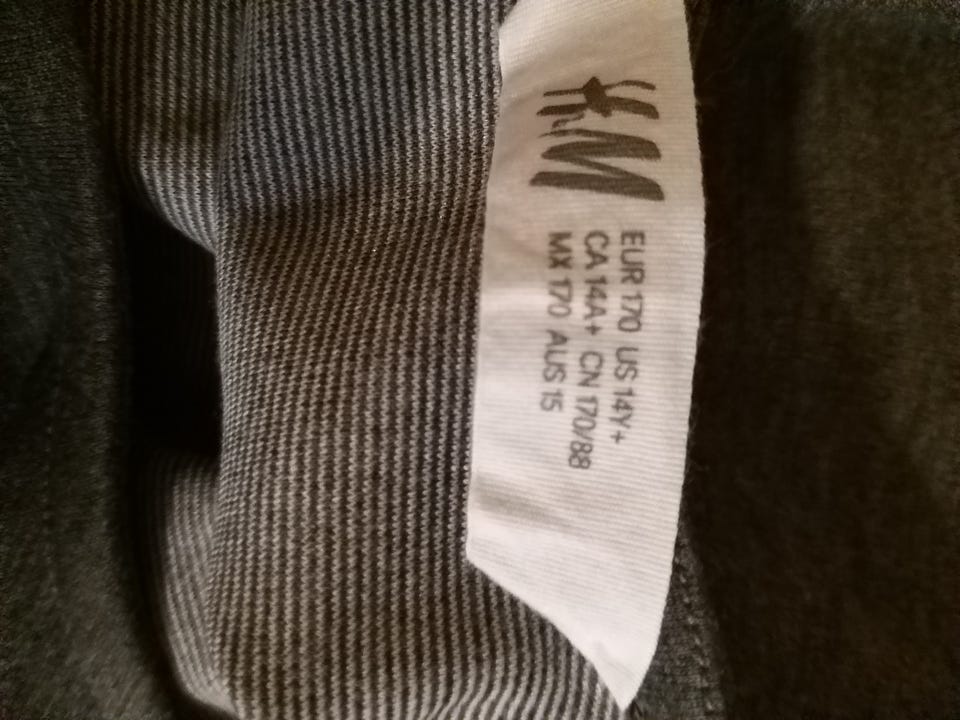 H&M
EUR 170 US 14Y+
CA 14A+ CN 170/88
MX 170 AUS 15